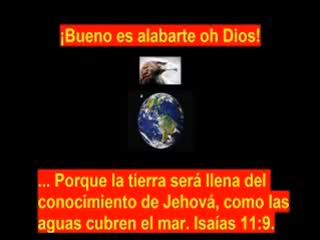 ¡Bueno es alabarte oh Dios!
... Porque la tierra será llena del
conocimiento de Jehová, como las
aguas cubren el mar. Isaías 11:9.